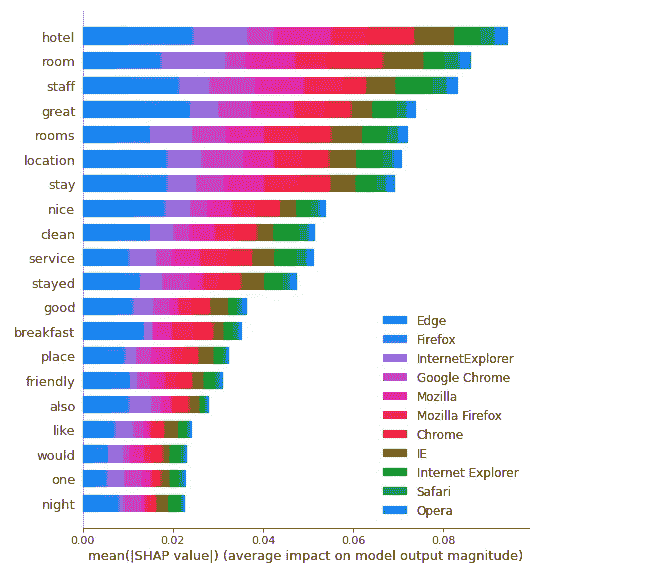 hotel
room
staff
great
rooms
location
stay
nice
clean
service
stayed
good
breakfast
place
friendly
also
like
would
one
night
Edge
Firefox
InternetExplorer
Google Chrome
Mozilla
Mozilla Firefox
Chrome
IE
Internet Explorer
Safari
Opera
0.00 0.02 0.04 0.06 0.08
mean(|SHAP value|) (average impact on model output magnitude)